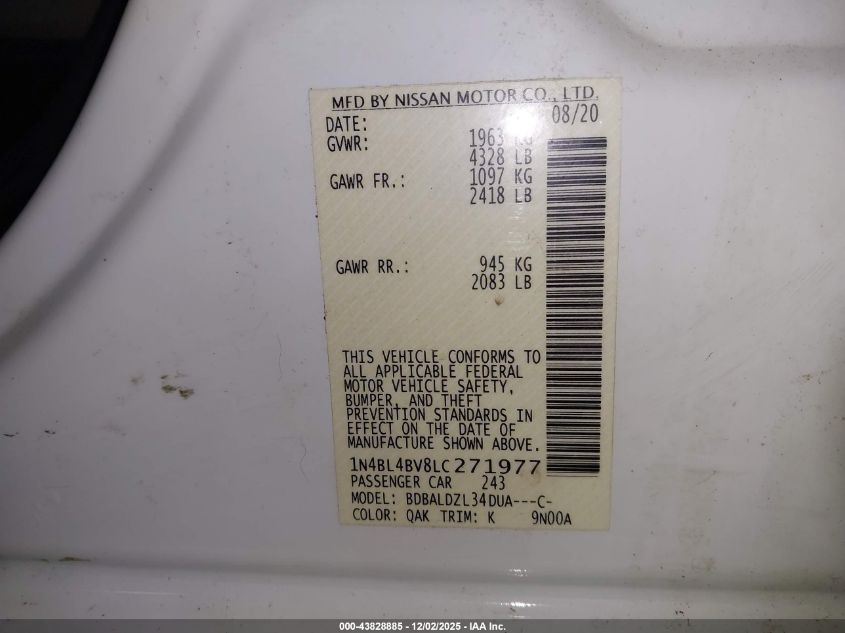 MFD BY NISSAN MOTOR CO., LTD.
DATE: 08/20
GVWR: 1963 KG
4328 LB
GAWR FR.: 1097 KG
2418 LB
GAWR RR.: 945 KG
2083 LB
THIS VEHICLE CONFORMS TO
ALL APPLICABLE FEDERAL
MOTOR VEHICLE SAFETY,
BUMPER, AND THEFT
PREVENTION STANDARDS IN
EFFECT ON THE DATE OF
MANUFACTURE SHOWN ABOVE.
1N4BL4BV8LC271977
PASSENGER CAR 243
MODEL: BDBALDZL34DUA---C-
COLOR: QAK TRIM: K 9N00A
000-43828885 - 12/02/2025 - IAA Inc.